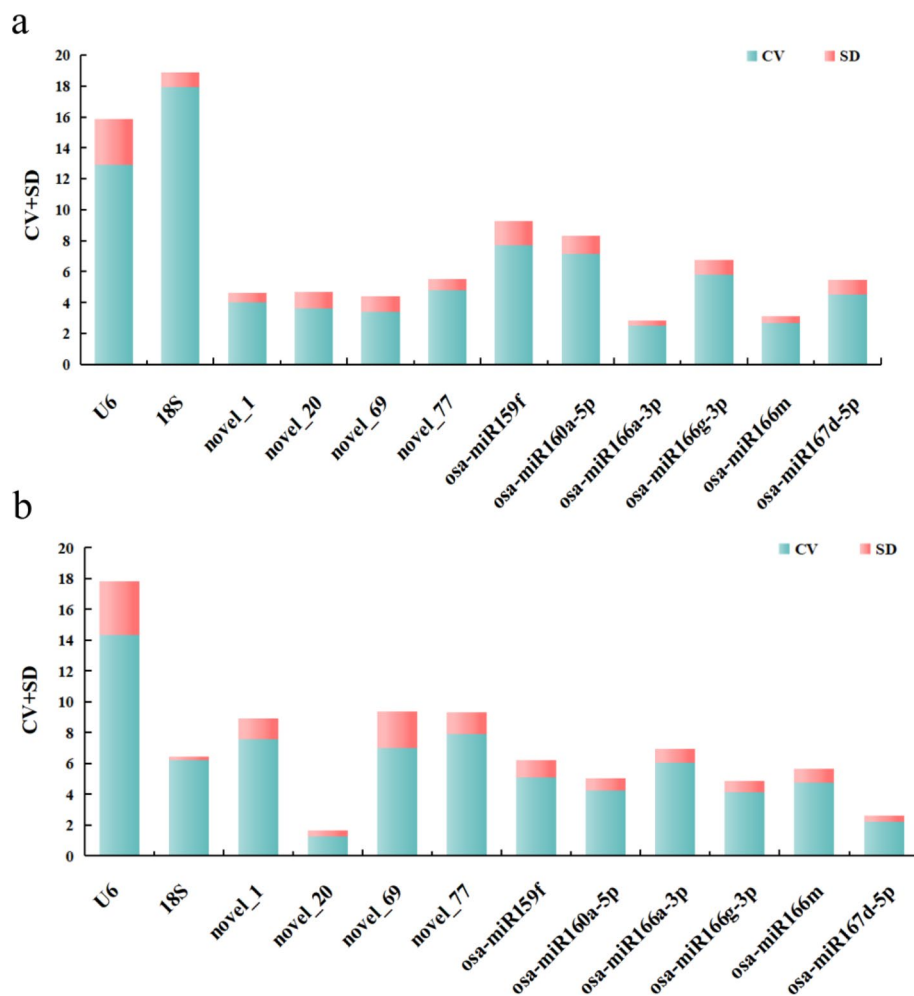 a
CV SD
20
18
16
14
12
10
8
6
4
2
0
CV+SD
U6
18S
novel_1
novel_20
novel_69
novel_77
osa-miR159f
osa-miR160a-5p
osa-miR166a-3p
osa-miR166g-3p
osa-miR166m
osa-miR167d-5p
b
CV SD
20
18
16
14
12
10
8
6
4
2
0
CV+SD
U6
18S
novel_1
novel_20
novel_69
novel_77
osa-miR159f
osa-miR160a-5p
osa-miR166a-3p
osa-miR166g-3p
osa-miR166m
osa-miR167d-5p